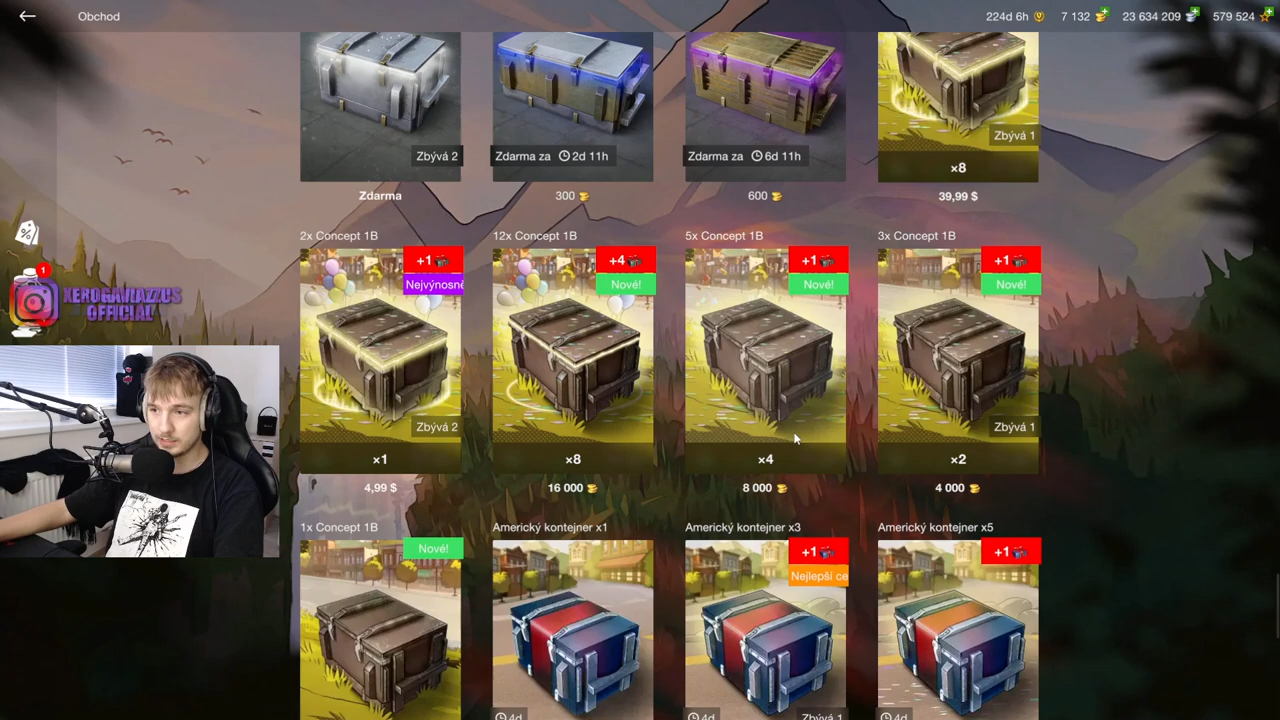 Obchod
224d 6h
7 132
23 634 209
579 524
Zbývá 2
Zdarma za 2d 11h
Zdarma za 6d 11h
Zbývá 1
×8
Zdarma
300
600
39,99 $
2x Concept 1B
12x Concept 1B
5x Concept 1B
3x Concept 1B
+1
Nejvýnosně
+4
Nové!
+1
Nové!
+1
Nové!
1
XEROGARAZZUS
OFFICIAL
Zbývá 2
Zbývá 1
×1
×8
×4
×2
4,99 $
16 000
8 000
4 000
1x Concept 1B
Americký kontejner x1
Americký kontejner x3
Americký kontejner x5
Nové!
+1
Nejlepší ce
+1
4d
4d
Zbývá 1
4d